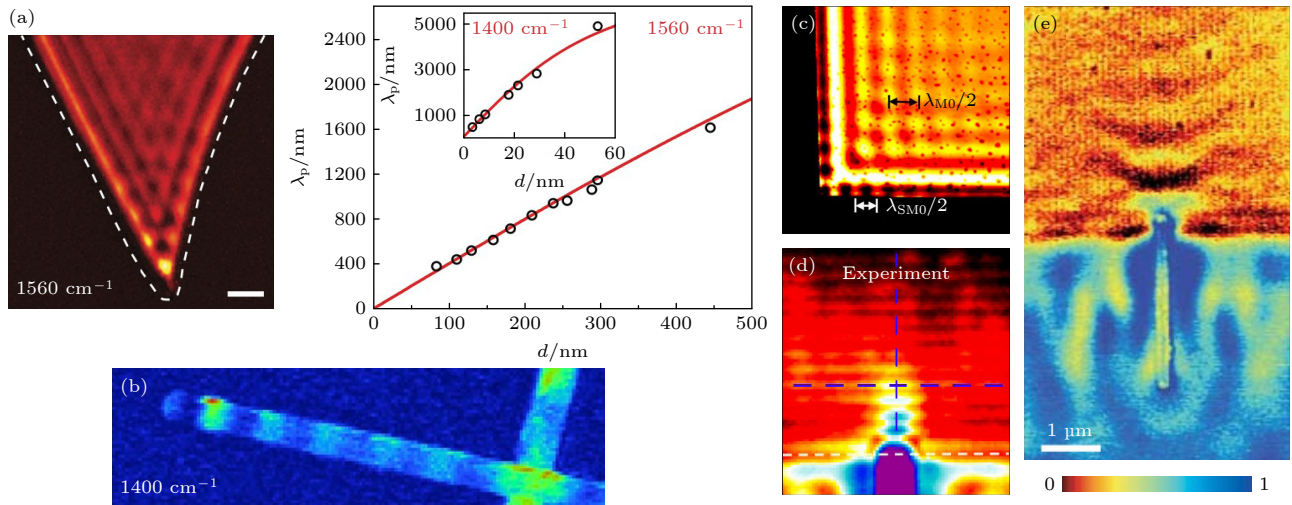 (a)
1560 cm⁻¹
λp/nm
2400
2000
1600
1200
800
400
0
0
100
200
300
400
500
d/nm
1560 cm⁻¹
1400 cm⁻¹
λp/nm
5000
3000
1000
0
20
40
60
d/nm
(b)
1400 cm⁻¹
(c)
λM0/2
λSM0/2
(d)
Experiment
(e)
1 μm
0
1